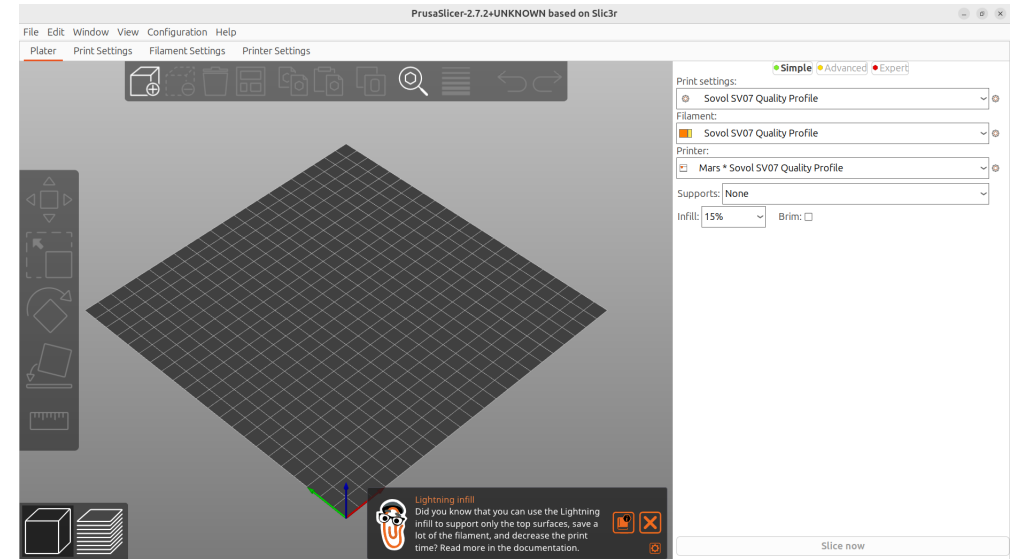 PrusaSlicer-2.7.2+UNKNOWN based on Slic3r
File Edit Window View Configuration Help
Plater Print Settings Filament Settings Printer Settings
Simple Advanced Expert
Print settings:
Sovol SV07 Quality Profile
Filament:
Sovol SV07 Quality Profile
Printer:
Mars * Sovol SV07 Quality Profile
Supports: None
Infill: 15% Brim:
Lightning infill
Did you know that you can use the Lightning
infill to support only the top surfaces, save a
lot of the filament, and decrease the print
time? Read more in the documentation.
Slice now